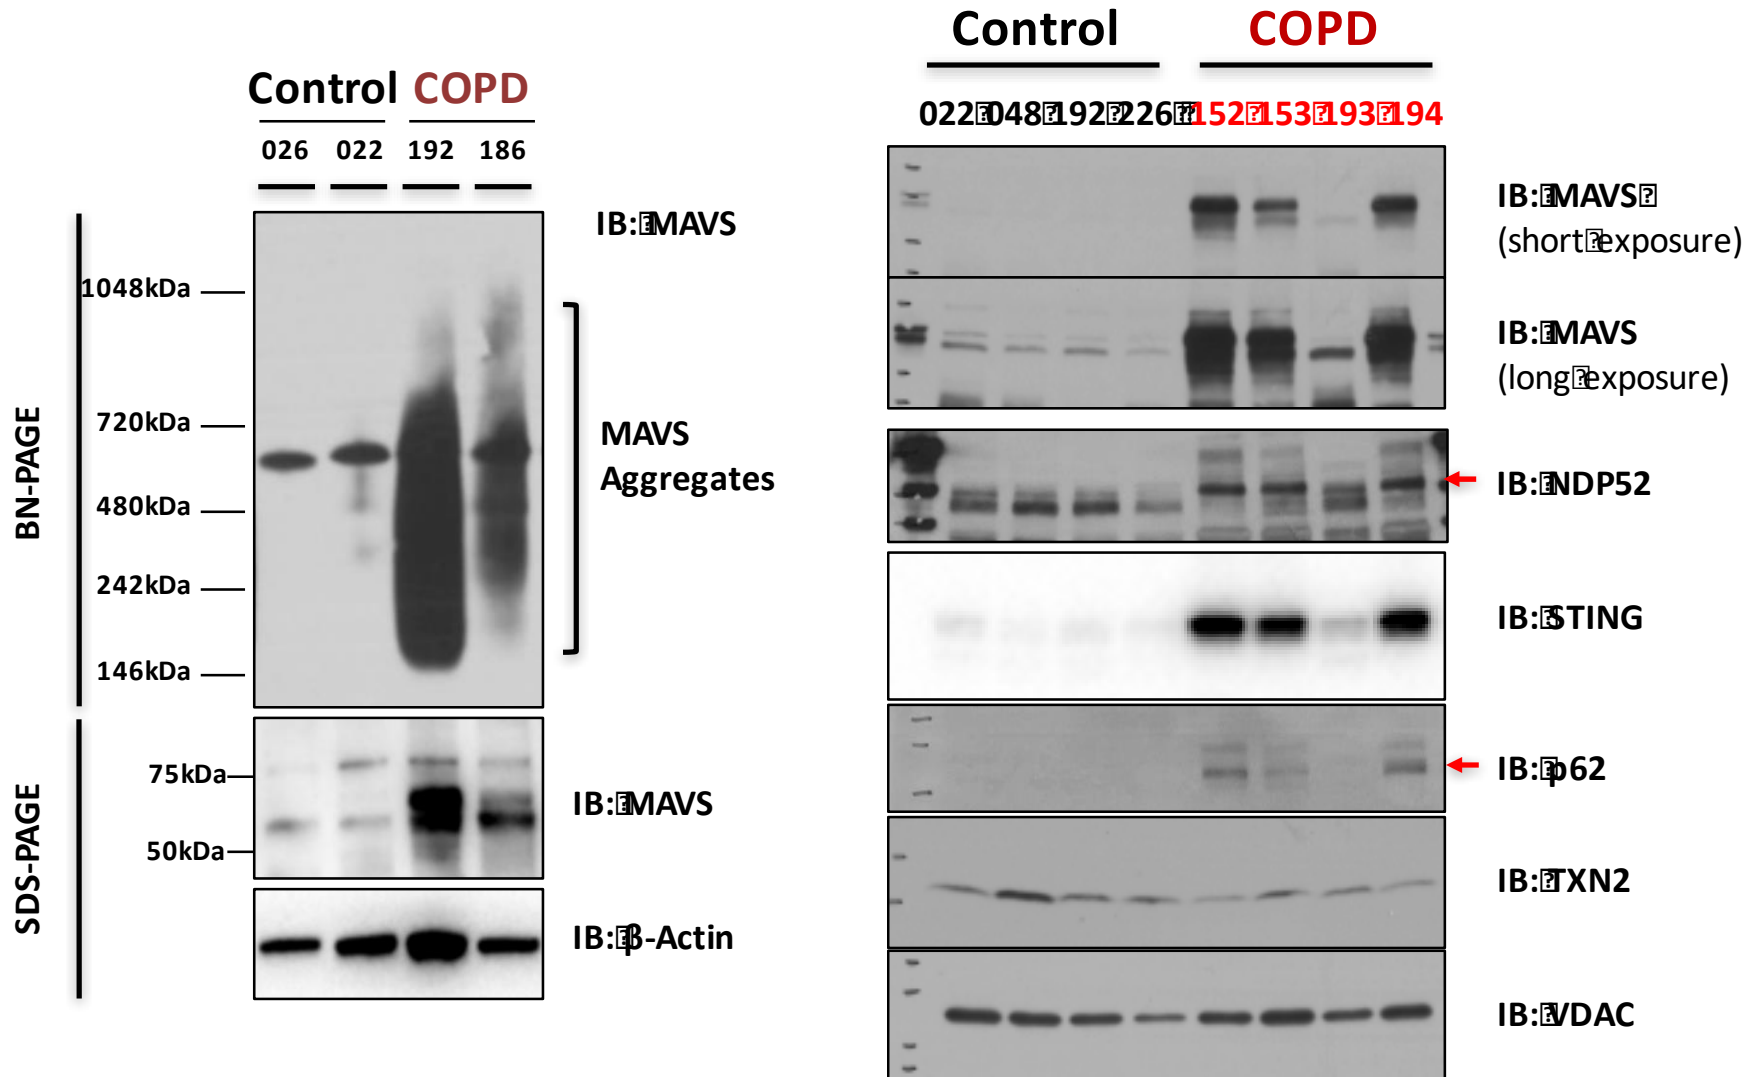 Control COPD
026 022 192 186
IB: MAVS
1048kDa
720kDa
480kDa
242kDa
146kDa
MAVS
Aggregates
BN-PAGE
75kDa
50kDa
IB: MAVS
IB: β-Actin
SDS-PAGE
Control COPD
022 048 192 226 152 153 193 194
IB: MAVS
(short exposure)
IB: MAVS
(long exposure)
IB: NDP52
IB: STING
IB: p62
IB: TXN2
IB: VDAC